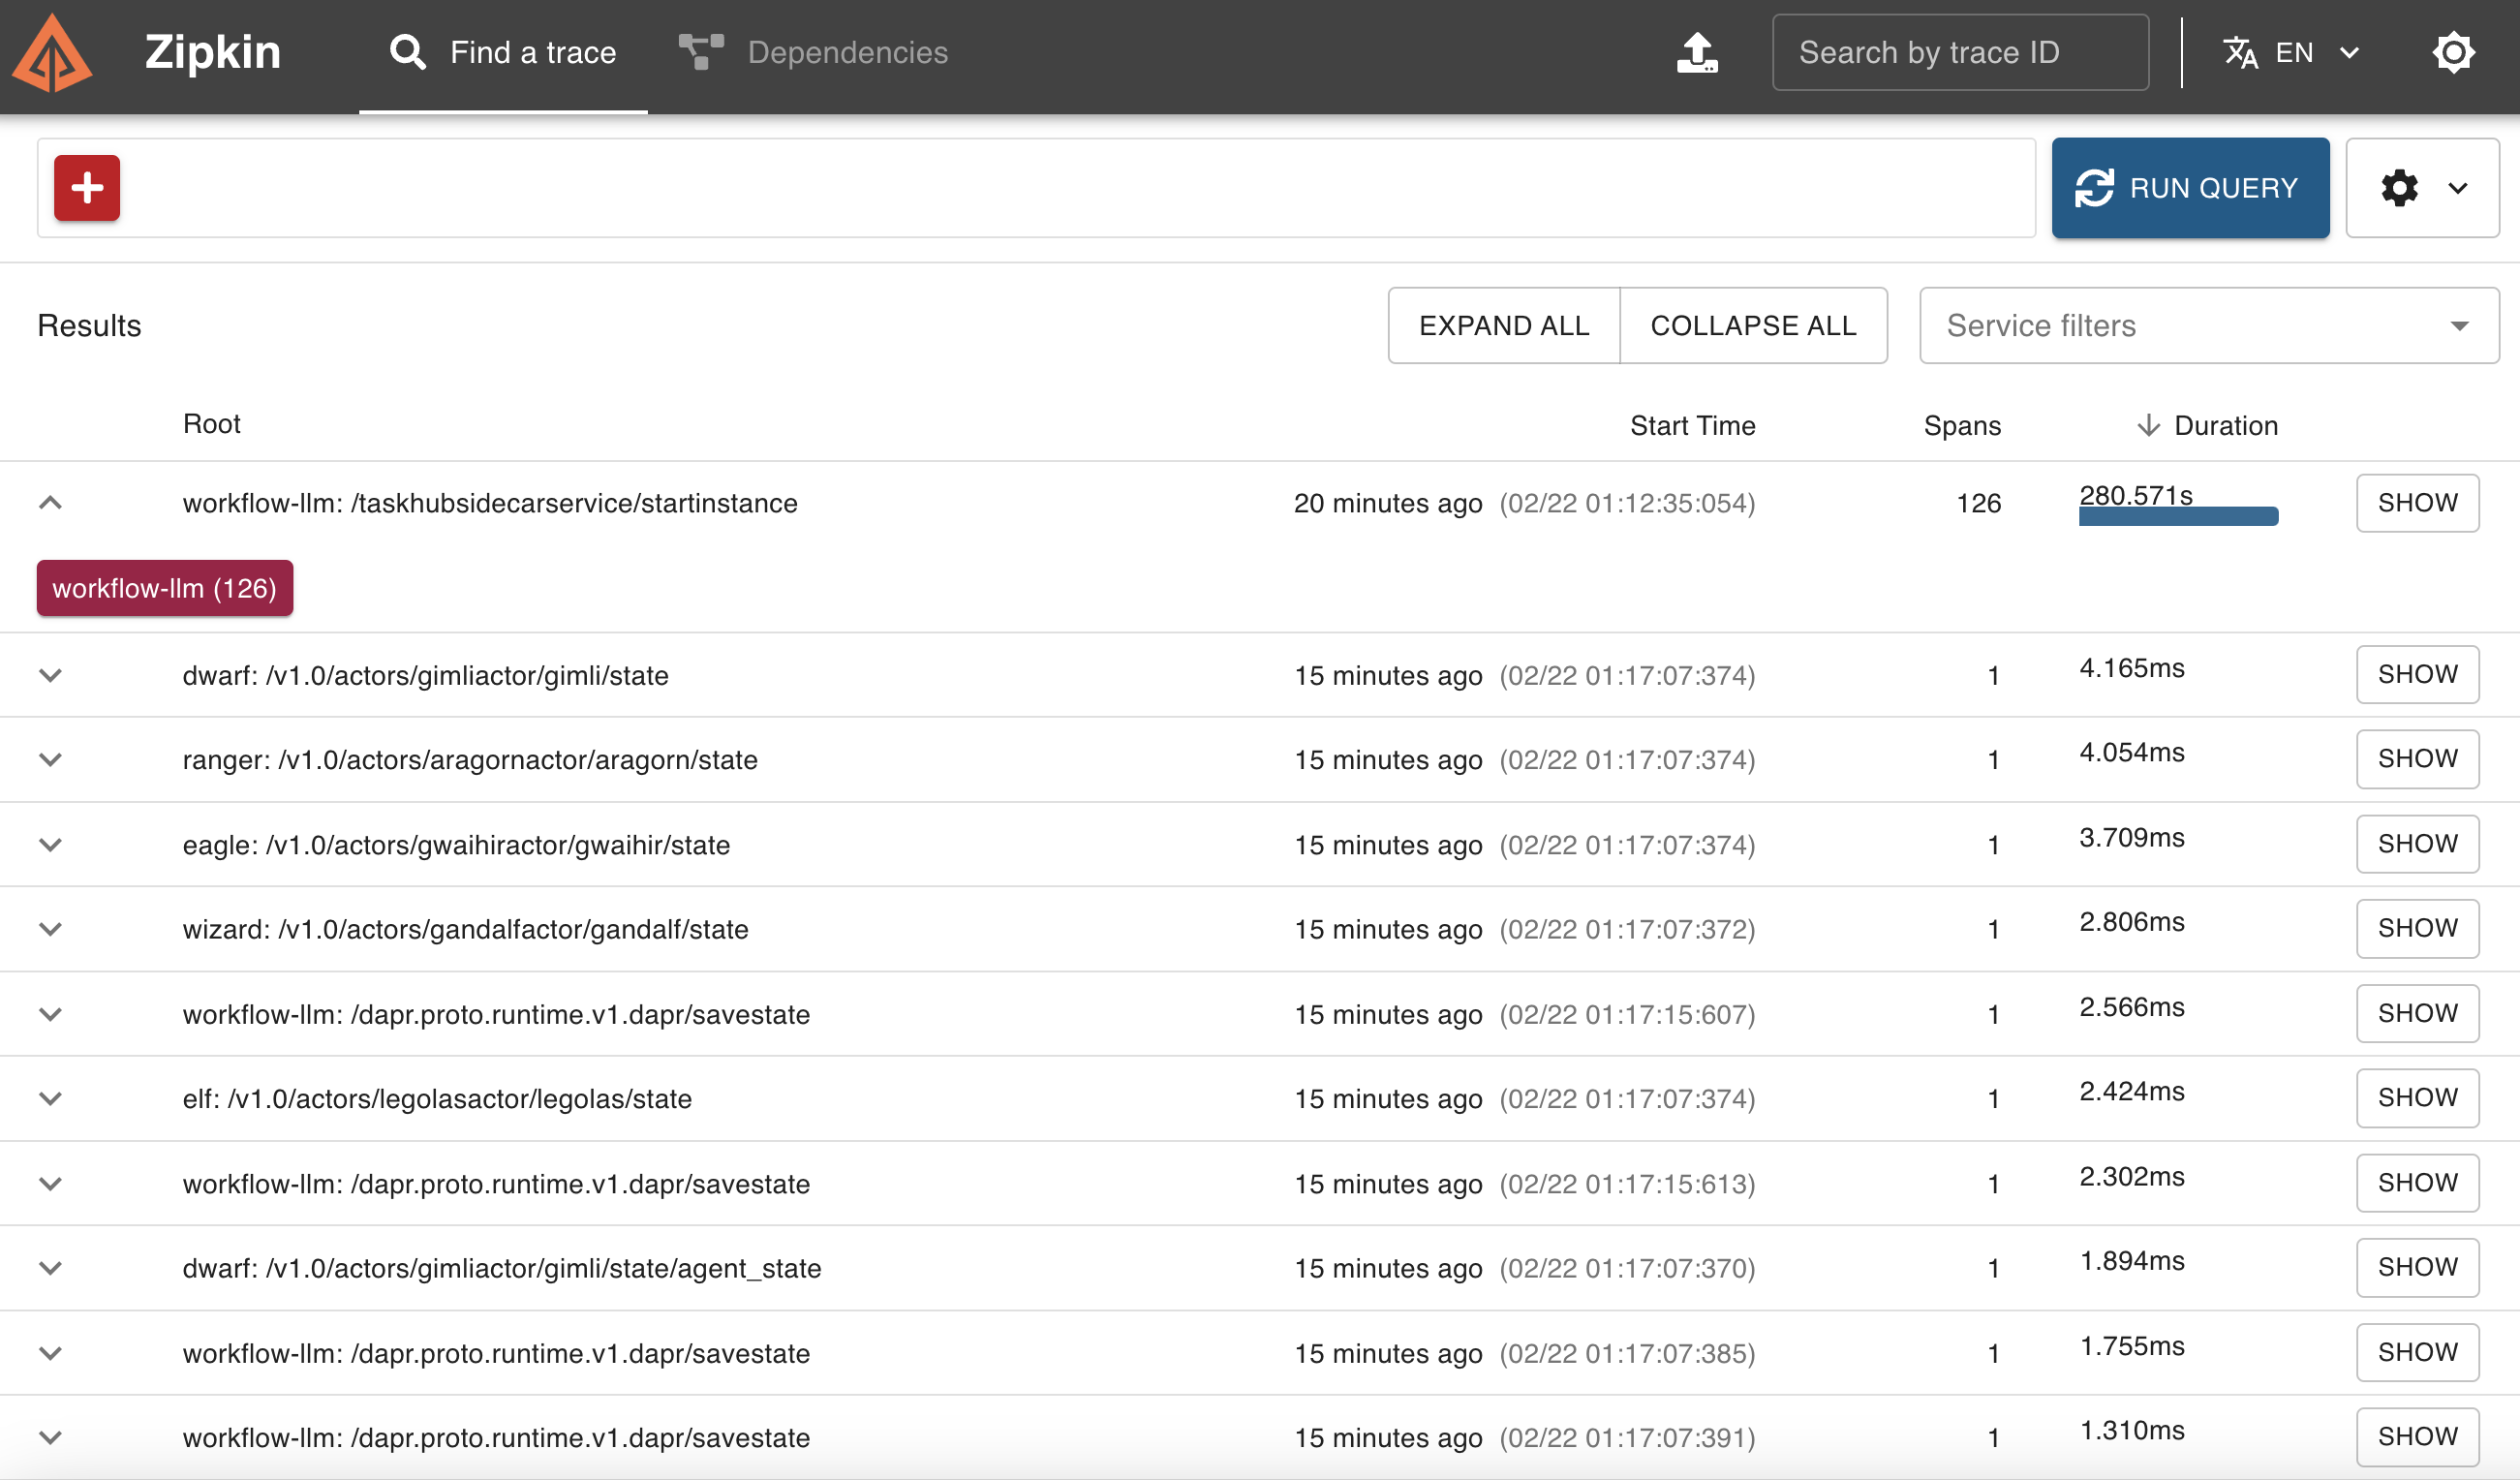 Zipkin Find a trace Dependencies Search by trace ID EN
RUN QUERY
Results EXPAND ALL COLLAPSE ALL Service filters
Root Start Time Spans Duration
workflow-llm: /taskhubsidecarservice/startinstance 20 minutes ago (02/22 01:12:35:054) 126 280.571s SHOW
workflow-llm (126)
dwarf: /v1.0/actors/gimliactor/gimli/state 15 minutes ago (02/22 01:17:07:374) 1 4.165ms SHOW
ranger: /v1.0/actors/aragornactor/aragorn/state 15 minutes ago (02/22 01:17:07:374) 1 4.054ms SHOW
eagle: /v1.0/actors/gwaihiractor/gwaihir/state 15 minutes ago (02/22 01:17:07:374) 1 3.709ms SHOW
wizard: /v1.0/actors/gandalfactor/gandalf/state 15 minutes ago (02/22 01:17:07:372) 1 2.806ms SHOW
workflow-llm: /dapr.proto.runtime.v1.dapr/savestate 15 minutes ago (02/22 01:17:15:607) 1 2.566ms SHOW
elf: /v1.0/actors/legolasactor/legolas/state 15 minutes ago (02/22 01:17:07:374) 1 2.424ms SHOW
workflow-llm: /dapr.proto.runtime.v1.dapr/savestate 15 minutes ago (02/22 01:17:15:613) 1 2.302ms SHOW
dwarf: /v1.0/actors/gimliactor/gimli/state/agent_state 15 minutes ago (02/22 01:17:07:370) 1 1.894ms SHOW
workflow-llm: /dapr.proto.runtime.v1.dapr/savestate 15 minutes ago (02/22 01:17:07:385) 1 1.755ms SHOW
workflow-llm: /dapr.proto.runtime.v1.dapr/savestate 15 minutes ago (02/22 01:17:07:391) 1 1.310ms SHOW